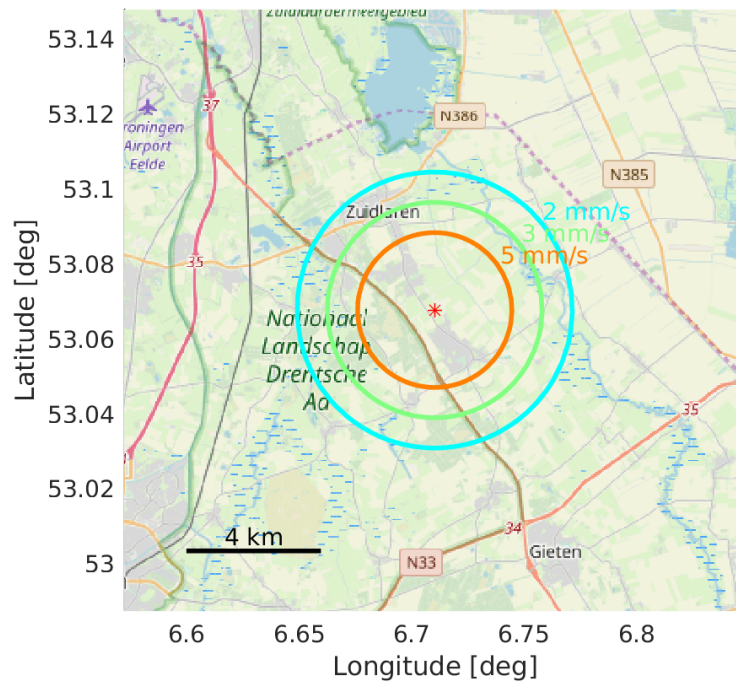 Zuidlaardermeergebied
53.14
37
53.12
N386
roningen
Airport
Eelde
N385
53.1
Zuidlaren
2 mm/s
3 mm/s
5 mm/s
35
53.08
Latitude [deg]
Nationaal
Landschap
Drentsche
Aa
53.06
53.04
35
53.02
34
4 km
53
N33
Gieten
6.6
6.65
6.7
6.75
6.8
Longitude [deg]